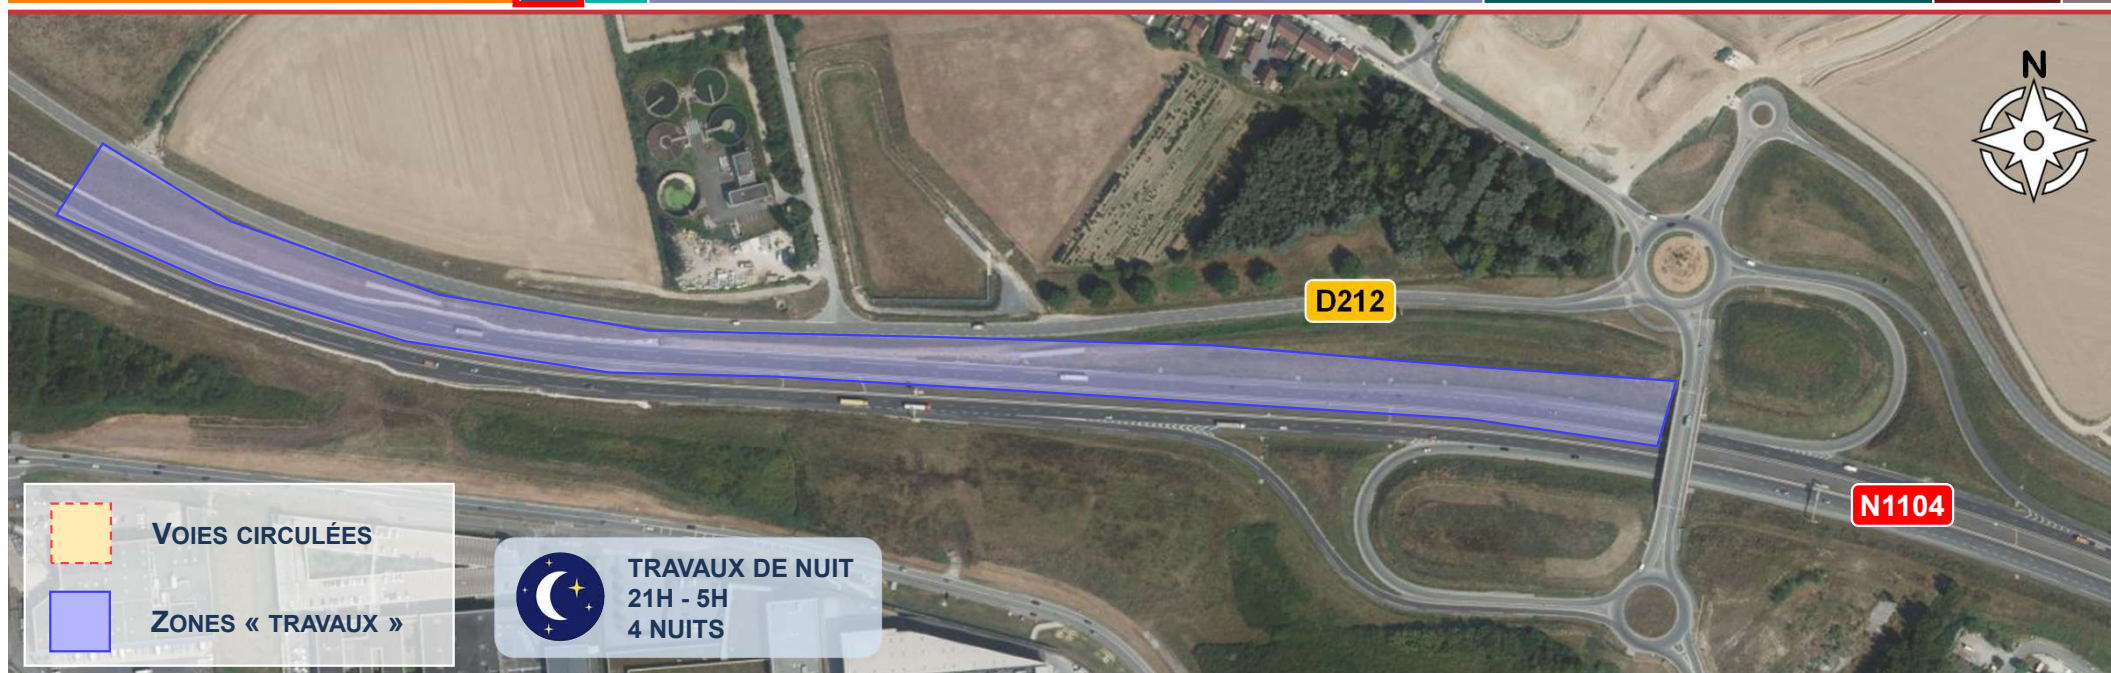 N
D212
N1104
VOIES CIRCULÉES
ZONES « TRAVAUX »
TRAVAUX DE NUIT
21H - 5H
4 NUITS